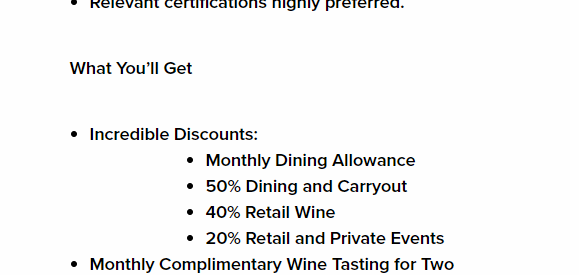 • Relevant certifications highly preferred.
What You'll Get
• Incredible Discounts:
• Monthly Dining Allowance
• 50% Dining and Carryout
• 40% Retail Wine
• 20% Retail and Private Events
• Monthly Complimentary Wine Tasting for Two